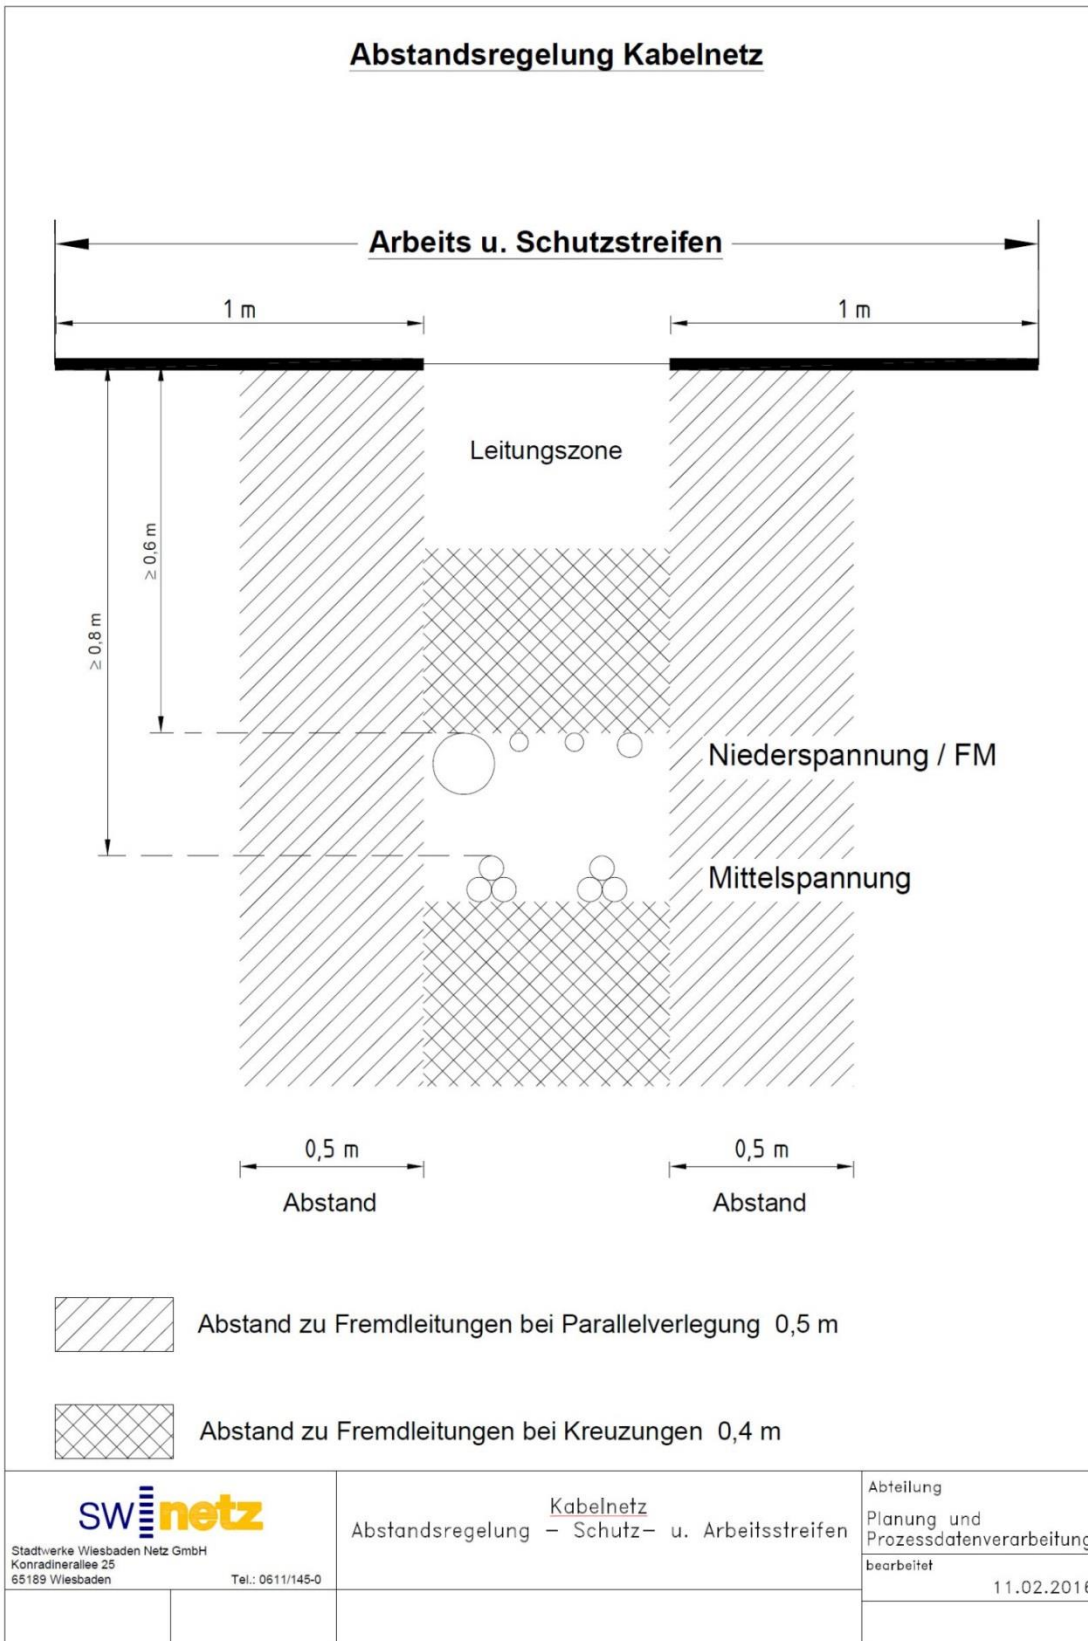 Abstandsregelung Kabelnetz
Arbeits u. Schutzstreifen
1 m
1 m
Leitungszone
≥ 0,6 m
≥ 0,8 m
Niederspannung / FM
Mittelspannung
0,5 m
0,5 m
Abstand
Abstand
Abstand zu Fremdleitungen bei Parallelverlegung 0,5 m
Abstand zu Fremdleitungen bei Kreuzungen 0,4 m
sw netz
Stadtwerke Wiesbaden Netz GmbH
Konradinerallee 25
65189 Wiesbaden Tel.: 0611/145-0
Kabelnetz
Abstandsregelung – Schutz– u. Arbeitsstreifen
Abteilung
Planung und
Prozessdatenverarbeitung
bearbeitet
11.02.2016